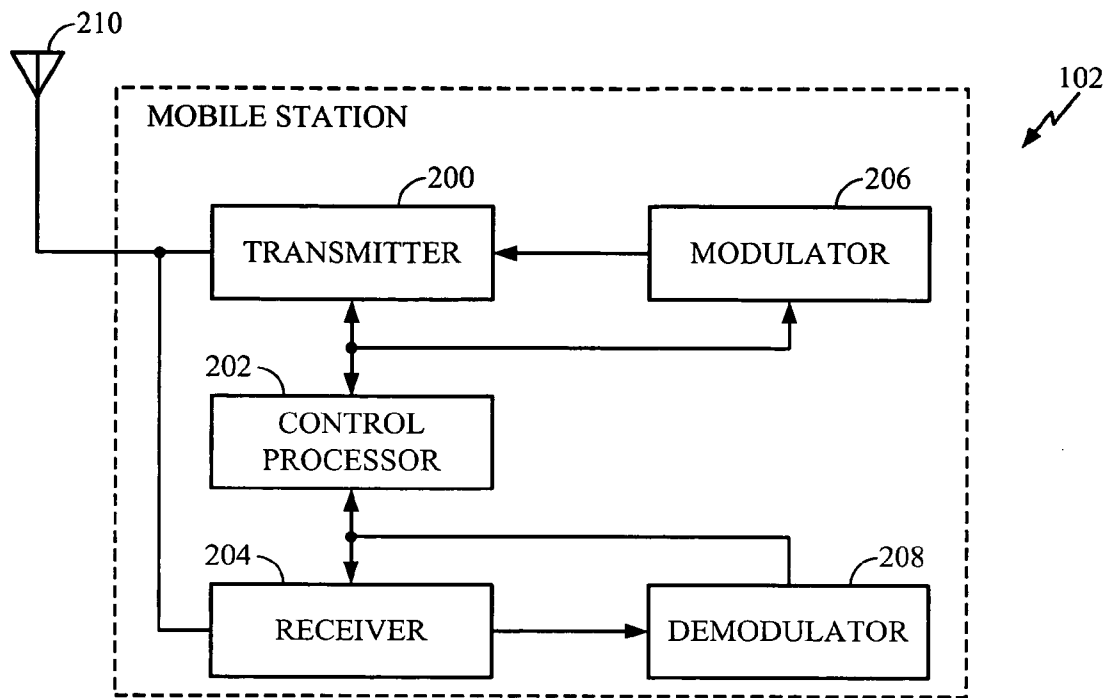 210
102
MOBILE STATION
200
206
TRANSMITTER
MODULATOR
202
CONTROL
PROCESSOR
204
208
RECEIVER
DEMODULATOR